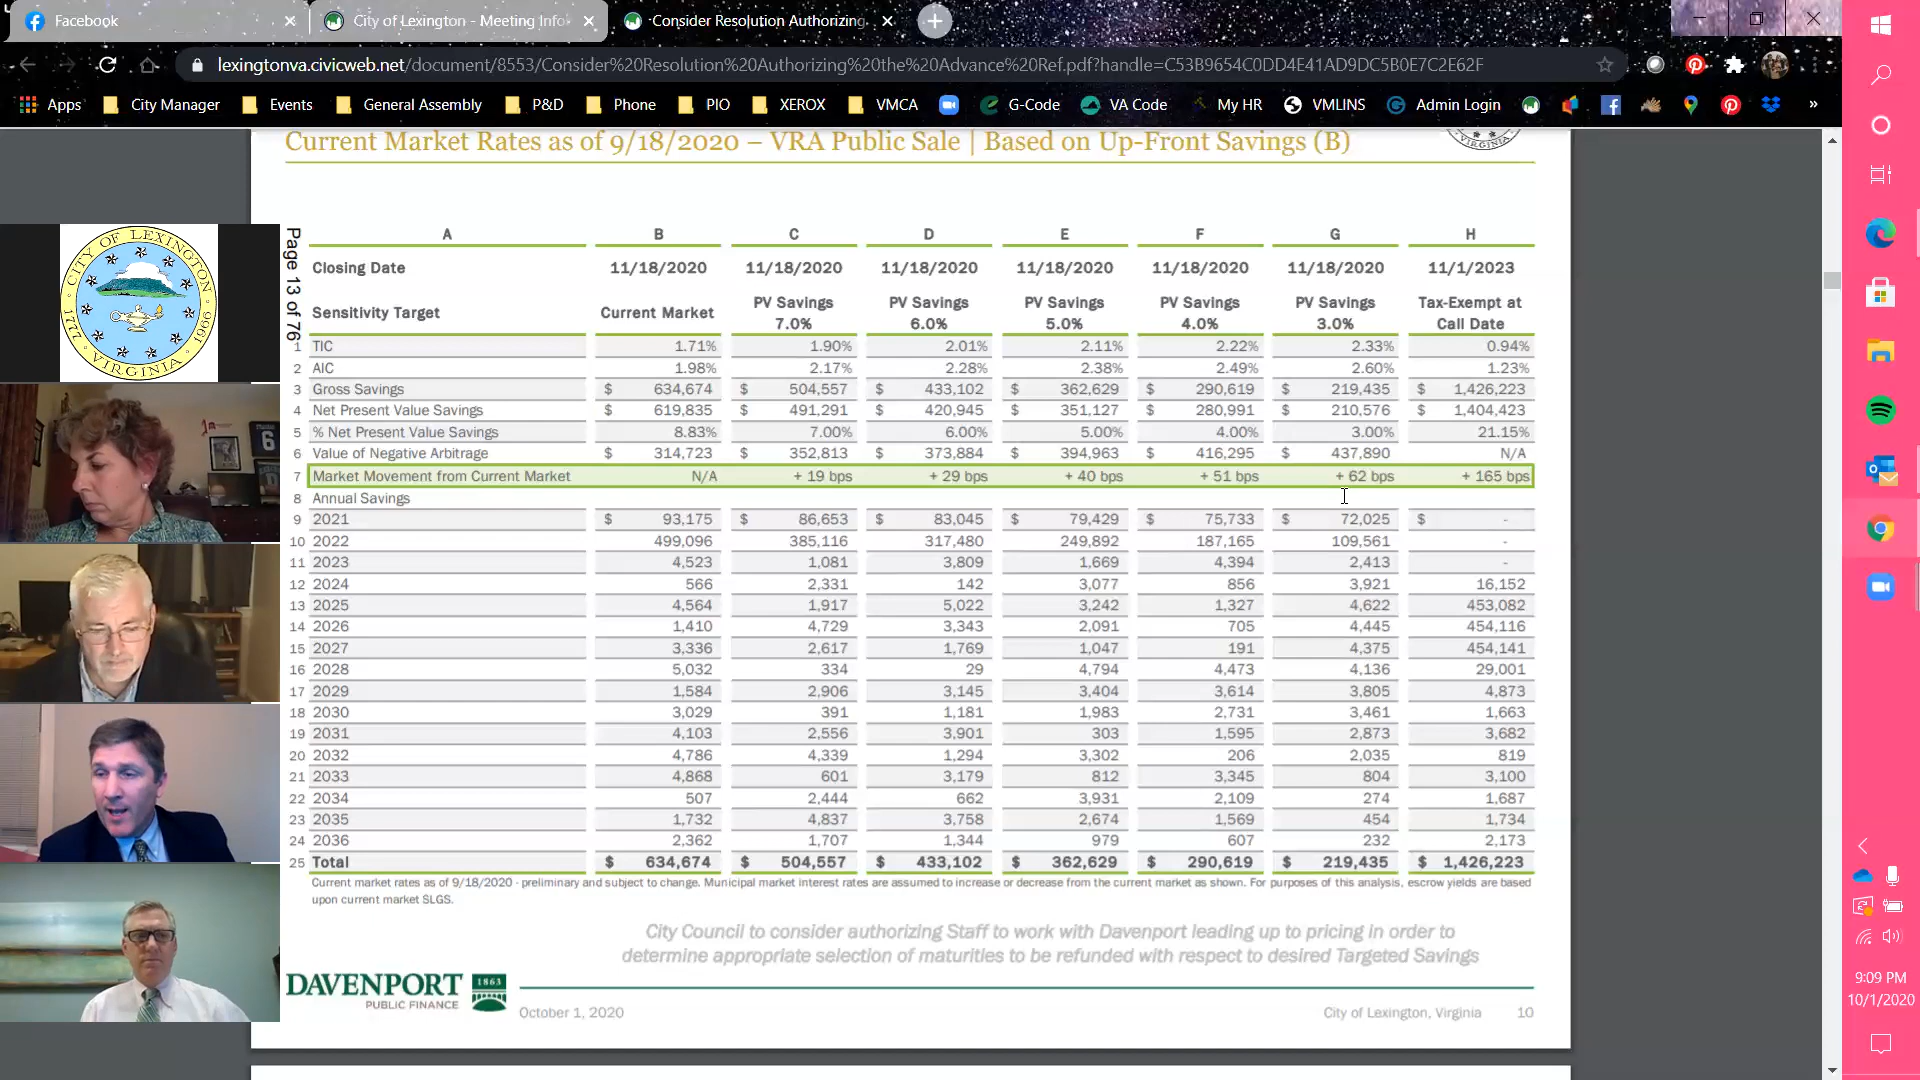 Facebook
City of Lexington - Meeting Info
Consider Resolution Authorizing
lexingtonva.civicweb.net/document/8553/Consider%20Resolution%20Authorizing%20the%20Advance%20Ref.pdf?handle=C53B9654C0DD4E41AD9DC5B0E7C2E62F
Apps City Manager Events General Assembly P&D Phone PIO XEROX VMCA G-Code VA Code My HR VMLINS Admin Login »
Current Market Rates as of 9/18/2020 – VRA Public Sale | Based on Up-Front Savings (B)
VIRGINIA
CITY OF LEXINGTON
1777 VIRGINIA 1966
Page 13 of 76
A B C D E F G H
Closing Date 11/18/2020 11/18/2020 11/18/2020 11/18/2020 11/18/2020 11/18/2020 11/1/2023
Sensitivity Target Current Market PV Savings 7.0% PV Savings 6.0% PV Savings 5.0% PV Savings 4.0% PV Savings 3.0% Tax-Exempt at Call Date
1 TIC 1.71% 1.90% 2.01% 2.11% 2.22% 2.33% 0.94%
2 AIC 1.98% 2.17% 2.28% 2.38% 2.49% 2.60% 1.23%
3 Gross Savings $ 634,674 $ 504,557 $ 433,102 $ 362,629 $ 290,619 $ 219,435 $ 1,426,223
4 Net Present Value Savings $ 619,835 $ 491,291 $ 420,945 $ 351,127 $ 280,991 $ 210,576 $ 1,404,423
5 % Net Present Value Savings 8.83% 7.00% 6.00% 5.00% 4.00% 3.00% 21.15%
6 Value of Negative Arbitrage $ 314,723 $ 352,813 $ 373,884 $ 394,963 $ 416,295 $ 437,890 N/A
7 Market Movement from Current Market N/A + 19 bps + 29 bps + 40 bps + 51 bps + 62 bps + 165 bps
8 Annual Savings
9 2021 $ 93,175 $ 86,653 $ 83,045 $ 79,429 $ 75,733 $ 72,025 $ -
10 2022 499,096 385,116 317,480 249,892 187,165 109,561 -
11 2023 4,523 1,081 3,809 1,669 4,394 2,413 -
12 2024 566 2,331 142 3,077 856 3,921 16,152
13 2025 4,564 1,917 5,022 3,242 1,327 4,622 453,082
14 2026 1,410 4,729 3,343 2,091 705 4,445 454,116
15 2027 3,336 2,617 1,769 1,047 191 4,375 454,141
16 2028 5,032 334 29 4,794 4,473 4,136 29,001
17 2029 1,584 2,906 3,145 3,404 3,614 3,805 4,873
18 2030 3,029 391 1,181 1,983 2,731 3,461 1,663
19 2031 4,103 2,556 3,901 303 1,595 2,873 3,682
20 2032 4,786 4,339 1,294 3,302 206 2,035 819
21 2033 4,868 601 3,179 812 3,345 804 3,100
22 2034 507 2,444 662 3,931 2,109 274 1,687
23 2035 1,732 4,837 3,758 2,674 1,569 454 1,734
24 2036 2,362 1,707 1,344 979 607 232 2,173
25 Total $ 634,674 $ 504,557 $ 433,102 $ 362,629 $ 290,619 $ 219,435 $ 1,426,223
Current market rates as of 9/18/2020 - preliminary and subject to change. Municipal market interest rates are assumed to increase or decrease from the current market as shown. For purposes of this analysis, escrow yields are based
upon current market SLGS.
City Council to consider authorizing Staff to work with Davenport leading up to pricing in order to
determine appropriate selection of maturities to be refunded with respect to desired Targeted Savings
DAVENPORT
PUBLIC FINANCE
1863
October 1, 2020
City of Lexington, Virginia 10
9:09 PM
10/1/2020